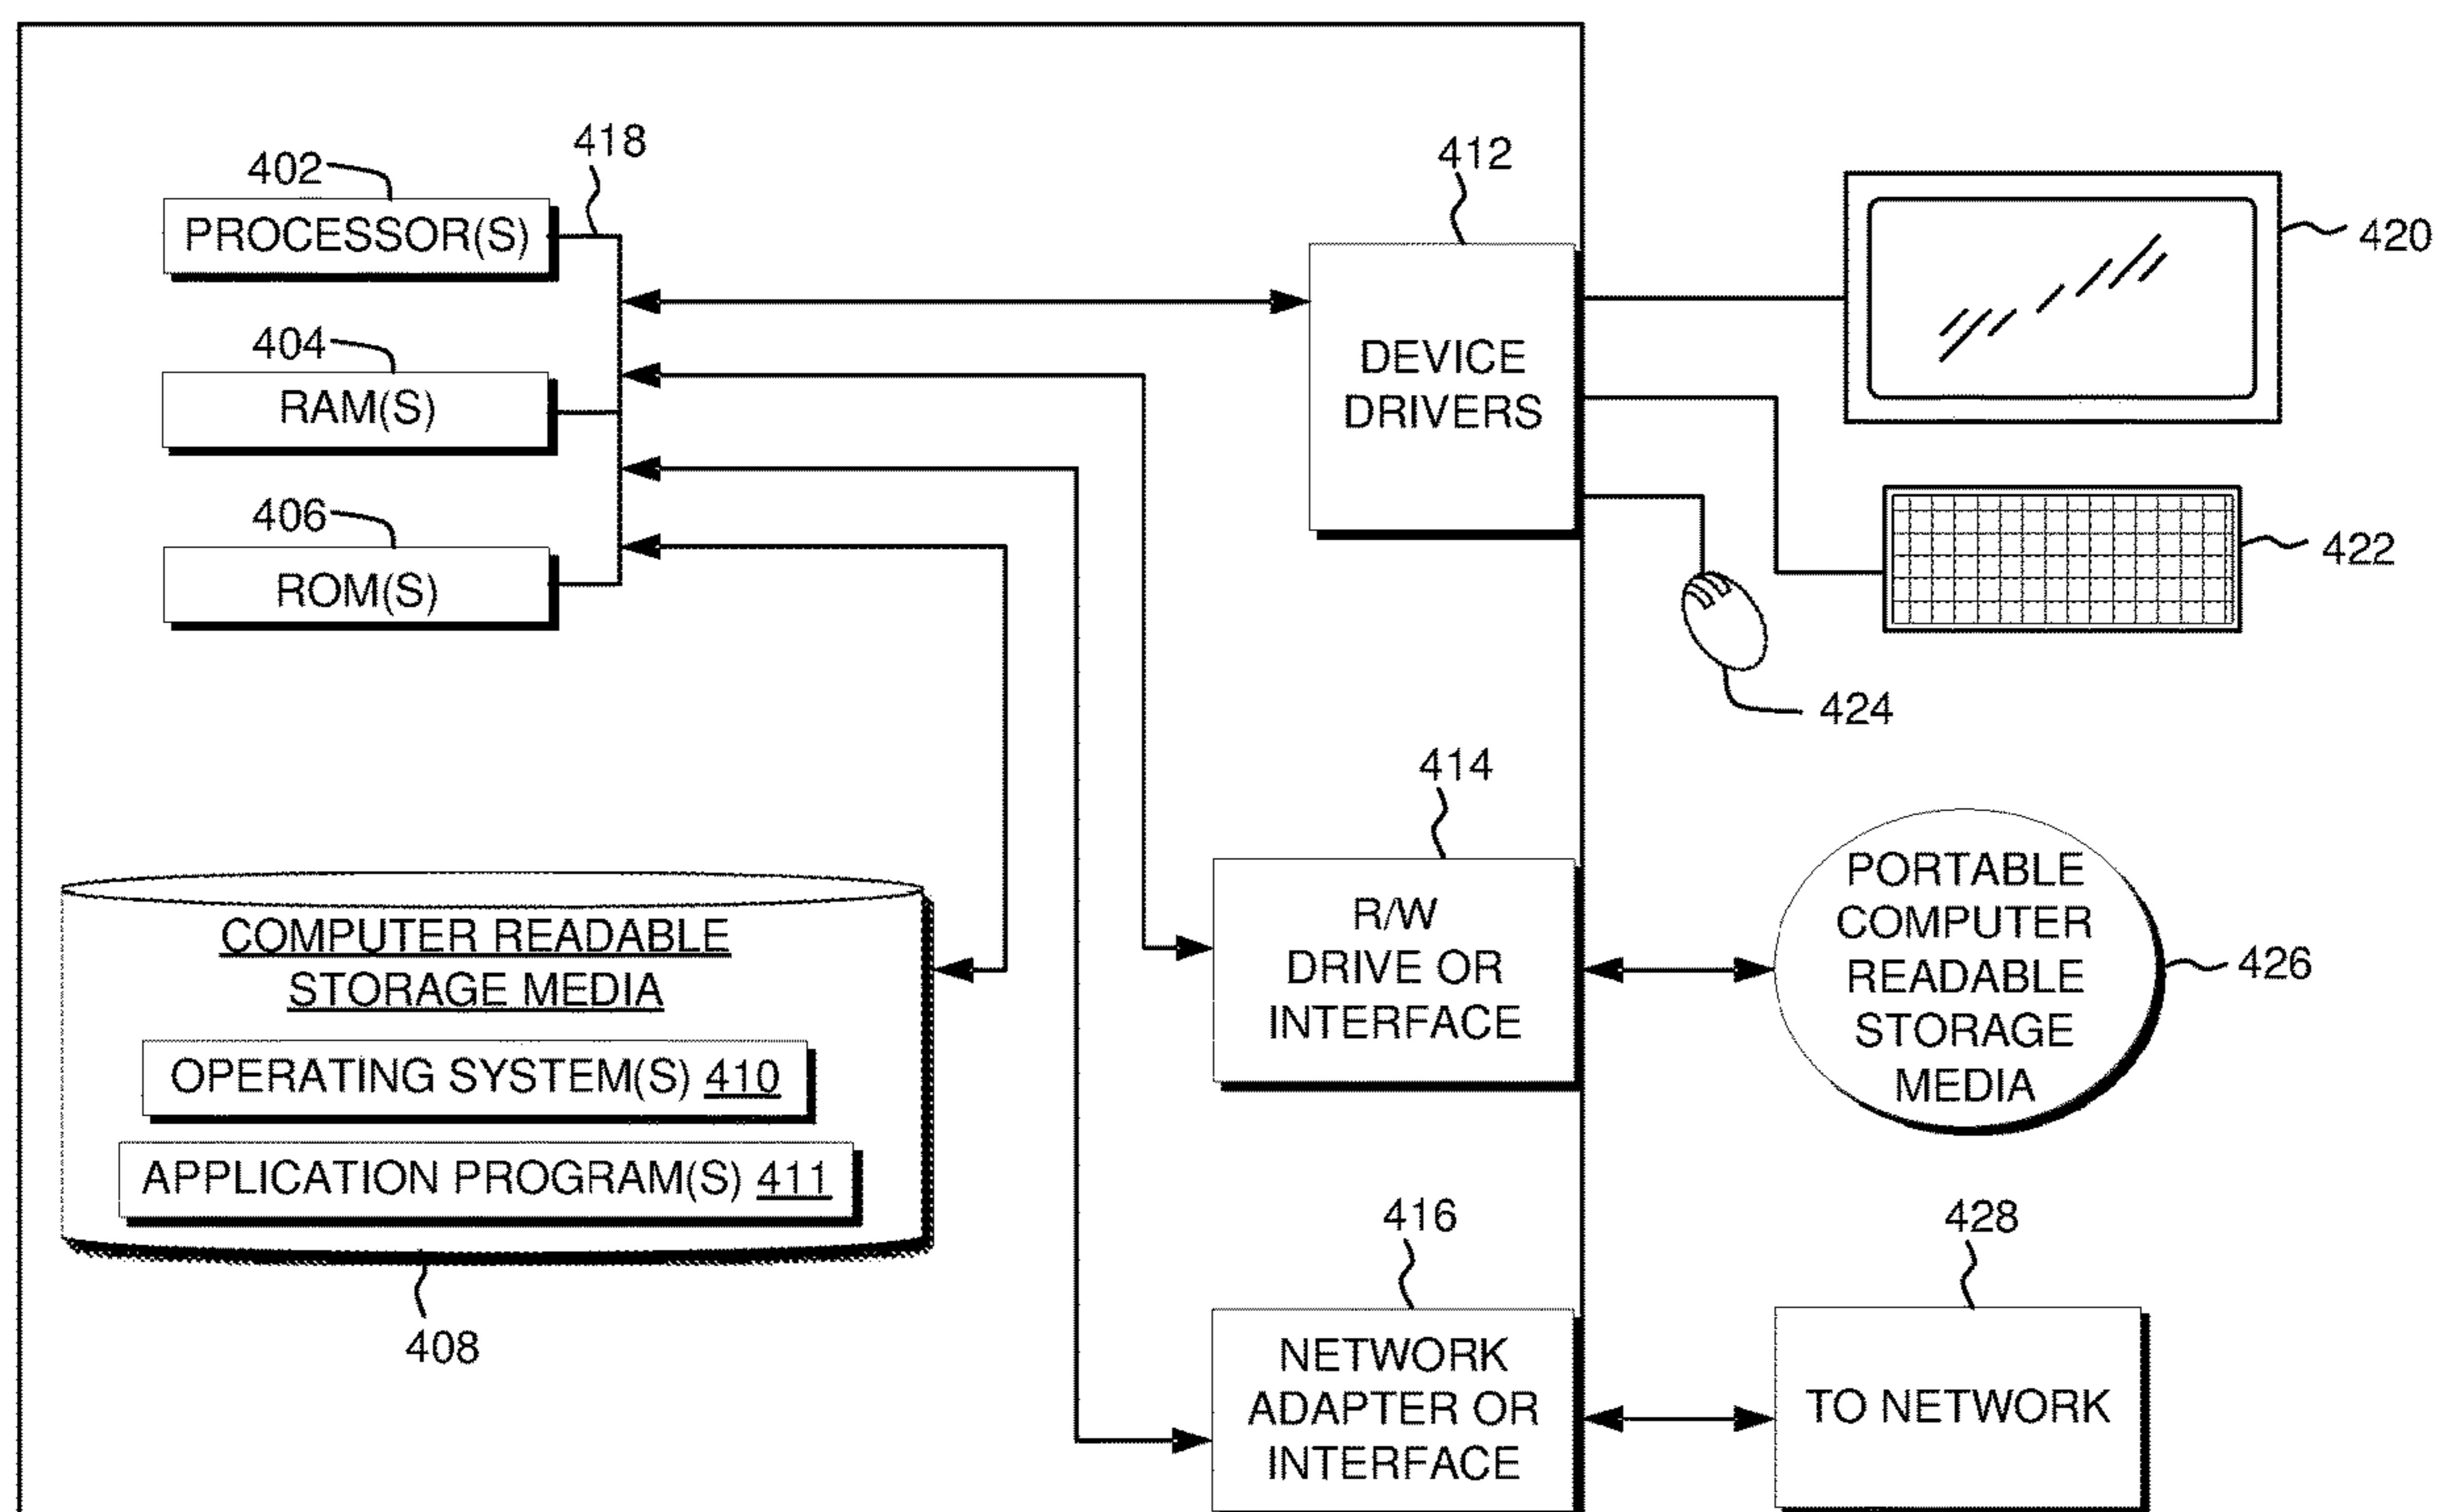 418
402
PROCESSOR(S)
404
RAM(S)
406
ROM(S)
412
DEVICE
DRIVERS
420
422
424
414
R/W
DRIVE OR
INTERFACE
PORTABLE
COMPUTER
READABLE
STORAGE
MEDIA
426
COMPUTER READABLE
STORAGE MEDIA
OPERATING SYSTEM(S) 410
APPLICATION PROGRAM(S) 411
408
416
NETWORK
ADAPTER OR
INTERFACE
428
TO NETWORK